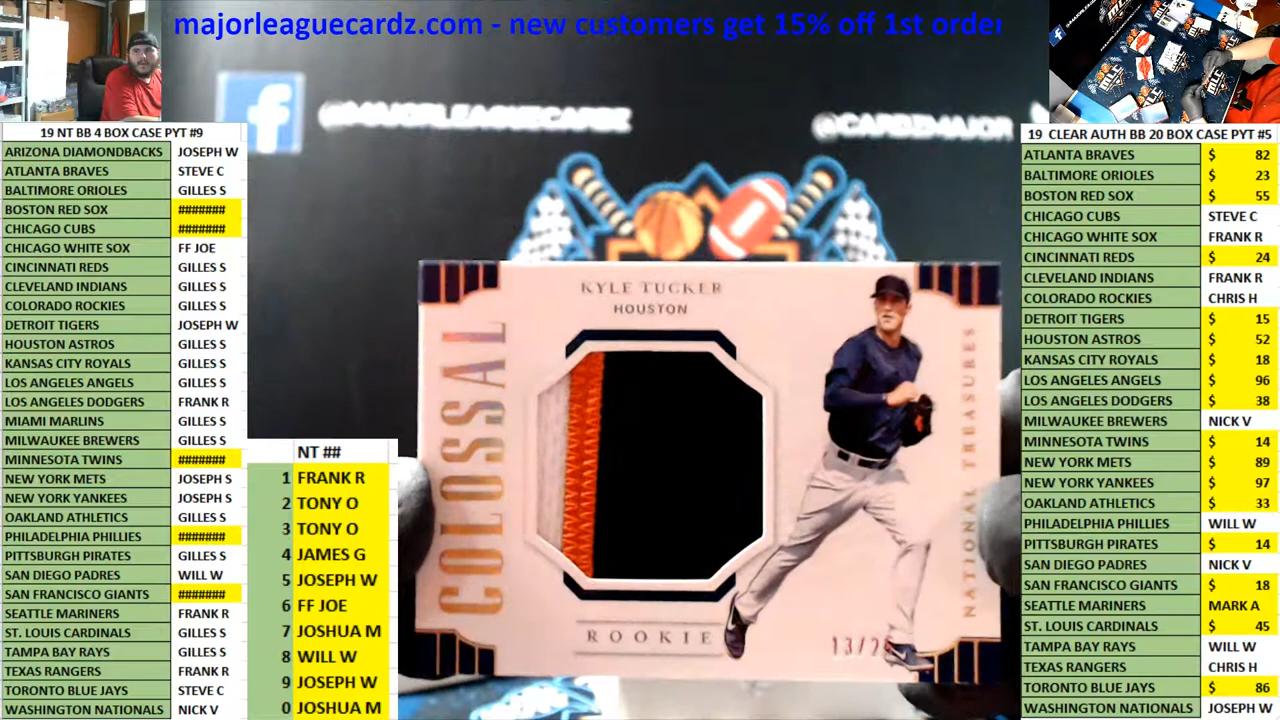 majorleaguecardz.com - new customers get 15% off 1st order
@MAJORLEAGUECARDZ
@CARDZMAJOR
19 NT BB 4 BOX CASE PYT #9
ARIZONA DIAMONDBACKS JOSEPH W
ATLANTA BRAVES STEVE C
BALTIMORE ORIOLES GILLES S
BOSTON RED SOX #######
CHICAGO CUBS #######
CHICAGO WHITE SOX FF JOE
CINCINNATI REDS GILLES S
CLEVELAND INDIANS GILLES S
COLORADO ROCKIES GILLES S
DETROIT TIGERS JOSEPH W
HOUSTON ASTROS GILLES S
KANSAS CITY ROYALS GILLES S
LOS ANGELES ANGELS GILLES S
LOS ANGELES DODGERS FRANK R
MIAMI MARLINS GILLES S
MILWAUKEE BREWERS GILLES S
MINNESOTA TWINS #######
NEW YORK METS JOSEPH S
NEW YORK YANKEES JOSEPH S
OAKLAND ATHLETICS GILLES S
PHILADELPHIA PHILLIES #######
PITTSBURGH PIRATES GILLES S
SAN DIEGO PADRES WILL W
SAN FRANCISCO GIANTS #######
SEATTLE MARINERS FRANK R
ST. LOUIS CARDINALS GILLES S
TAMPA BAY RAYS GILLES S
TEXAS RANGERS FRANK R
TORONTO BLUE JAYS STEVE C
WASHINGTON NATIONALS NICK V
NT ##
1 FRANK R
2 TONY O
3 TONY O
4 JAMES G
5 JOSEPH W
6 FF JOE
7 JOSHUA M
8 WILL W
9 JOSEPH W
0 JOSHUA M
KYLE TUCKER
HOUSTON
COLOSSAL
NATIONAL TREASURES
ROOKIE
19 CLEAR AUTH BB 20 BOX CASE PYT #5
ATLANTA BRAVES $ 82
BALTIMORE ORIOLES $ 23
BOSTON RED SOX $ 55
CHICAGO CUBS STEVE C
CHICAGO WHITE SOX FRANK R
CINCINNATI REDS $ 24
CLEVELAND INDIANS FRANK R
COLORADO ROCKIES CHRIS H
DETROIT TIGERS $ 15
HOUSTON ASTROS $ 52
KANSAS CITY ROYALS $ 18
LOS ANGELES ANGELS $ 96
LOS ANGELES DODGERS $ 38
MILWAUKEE BREWERS NICK V
MINNESOTA TWINS $ 14
NEW YORK METS $ 89
NEW YORK YANKEES $ 97
OAKLAND ATHLETICS $ 33
PHILADELPHIA PHILLIES WILL W
PITTSBURGH PIRATES $ 14
SAN DIEGO PADRES NICK V
SAN FRANCISCO GIANTS $ 18
SEATTLE MARINERS MARK A
ST. LOUIS CARDINALS $ 45
TAMPA BAY RAYS WILL W
TEXAS RANGERS CHRIS H
TORONTO BLUE JAYS $ 86
WASHINGTON NATIONALS JOSEPH W